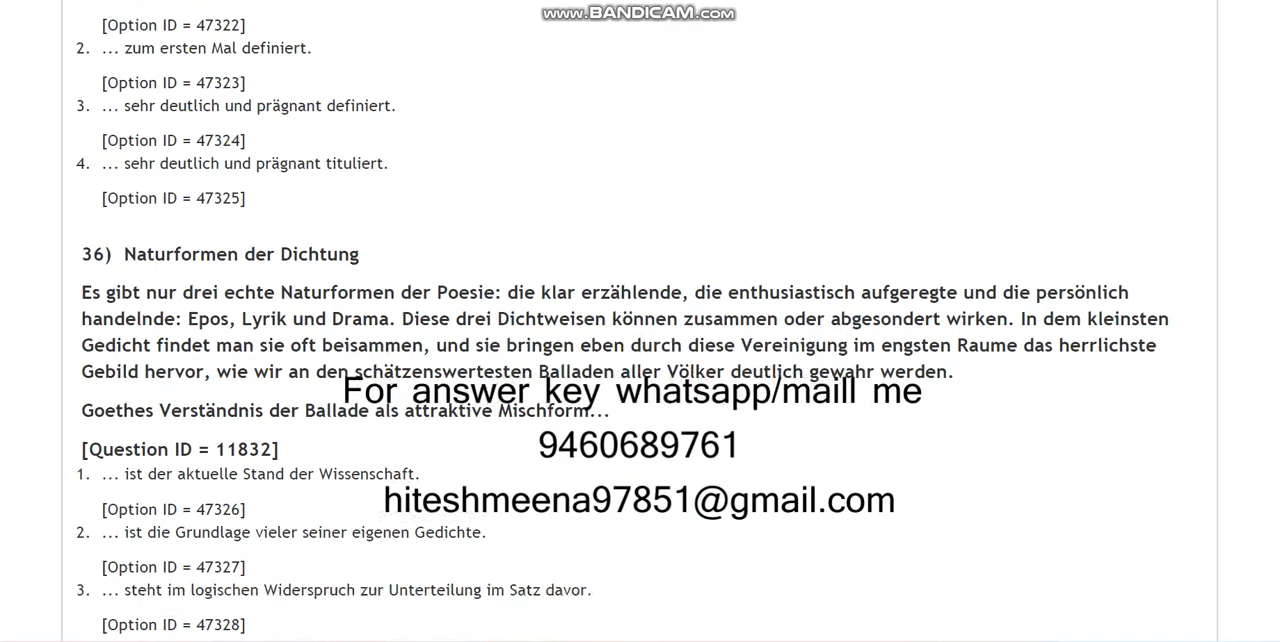 www.BANDICAM.com
[Option ID = 47322]
2. ... zum ersten Mal definiert.
[Option ID = 47323]
3. ... sehr deutlich und prägnant definiert.
[Option ID = 47324]
4. ... sehr deutlich und prägnant tituliert.
[Option ID = 47325]
36) Naturformen der Dichtung
Es gibt nur drei echte Naturformen der Poesie: die klar erzählende, die enthusiastisch aufgeregte und die persönlich
handelnde: Epos, Lyrik und Drama. Diese drei Dichtweisen können zusammen oder abgesondert wirken. In dem kleinsten
Gedicht findet man sie oft beisammen, und sie bringen eben durch diese Vereinigung im engsten Raume das herrlichste
Gebild hervor, wie wir an den schätzenswertesten Balladen aller Völker deutlich gewahr werden.
For answer key whatsapp/maill me
Goethes Verständnis der Ballade als attraktive Mischform...
9460689761
[Question ID = 11832]
1. ... ist der aktuelle Stand der Wissenschaft.
hiteshmeena97851@gmail.com
[Option ID = 47326]
2. ... ist die Grundlage vieler seiner eigenen Gedichte.
[Option ID = 47327]
3. ... steht im logischen Widerspruch zur Unterteilung im Satz davor.
[Option ID = 47328]